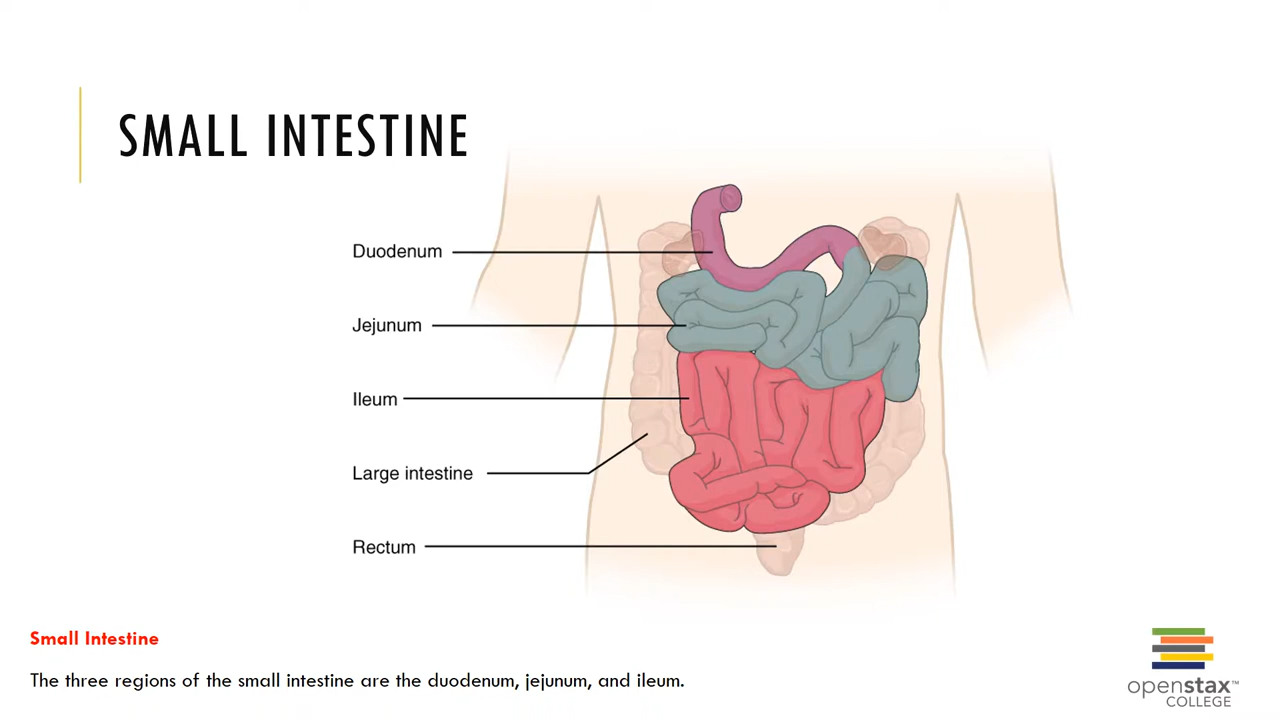 SMALL INTESTINE
Duodenum
Jejunum
Ileum
Large intestine
Rectum
Small Intestine
The three regions of the small intestine are the duodenum, jejunum, and ileum.
openstax™
COLLEGE